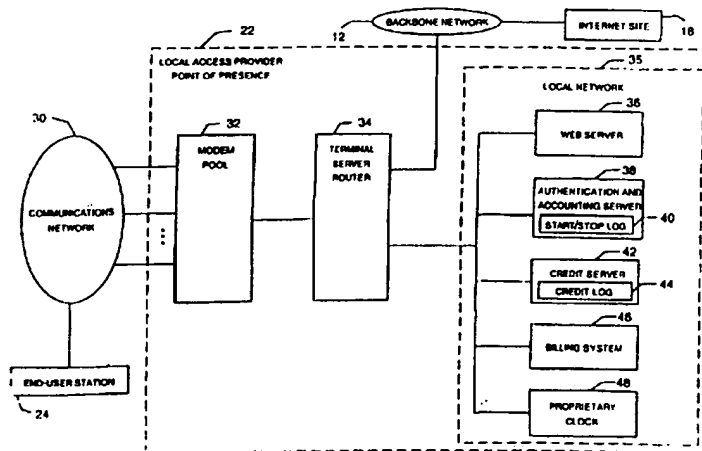 BACKBONE NETWORK
12
INTERNET SITE
18
22
LOCAL ACCESS PROVIDER
POINT OF PRESENCE
35
LOCAL NETWORK
30
COMMUNICATIONS
NETWORK
32
MODEM
POOL
34
TERMINAL
SERVER
ROUTER
36
WEB SERVER
38
AUTHENTICATION AND
ACCOUNTING SERVER
START/STOP LOG
40
42
CREDIT SERVER
CREDIT LOG
44
46
BILLING SYSTEM
48
PROPRIETARY
CLOCK
END-USER STATION
24